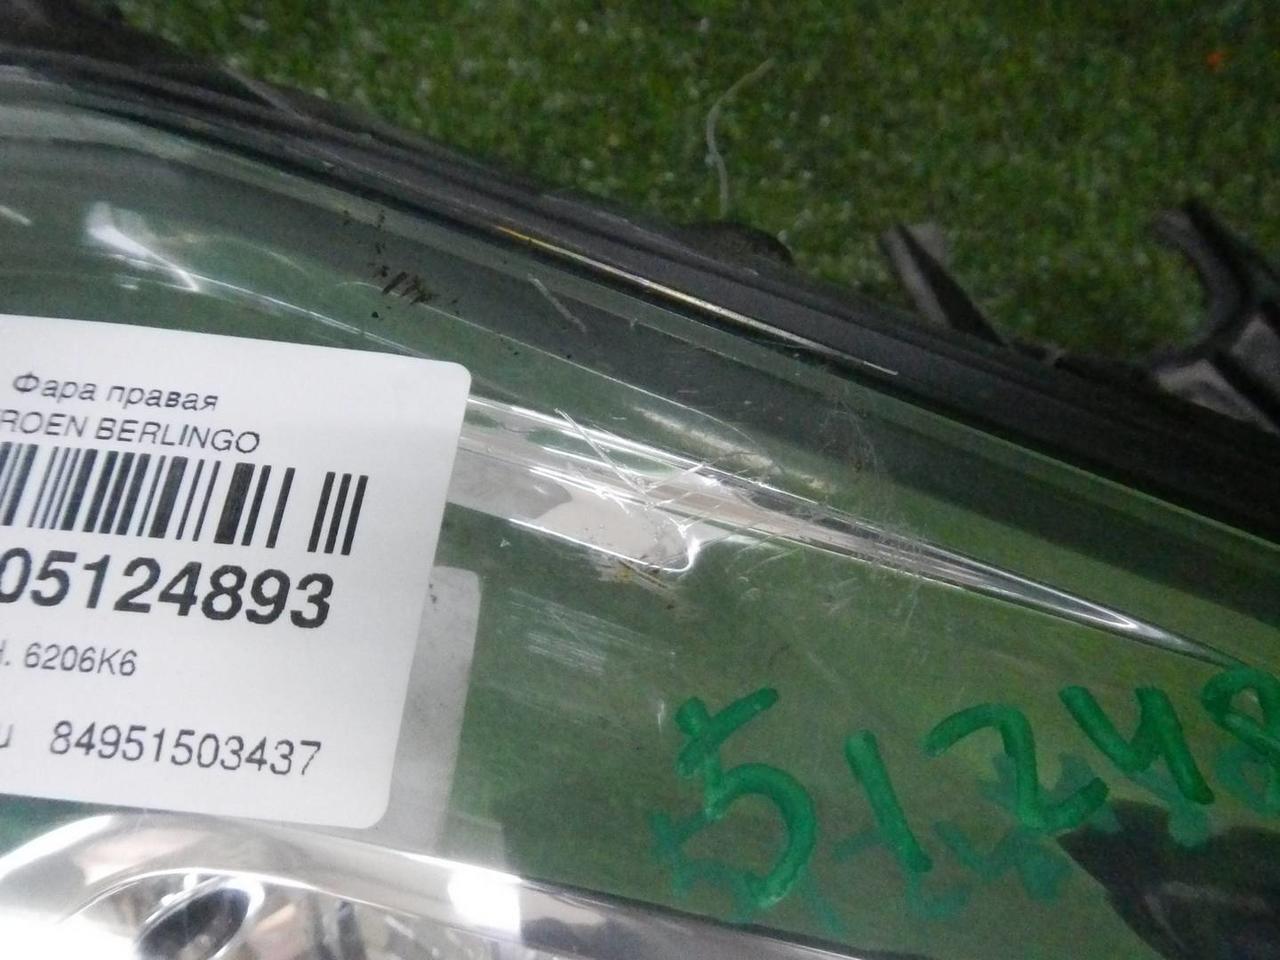 Фара правая
ROEN BERLINGO
05124893
. 6206K6
u 84951503437
51248